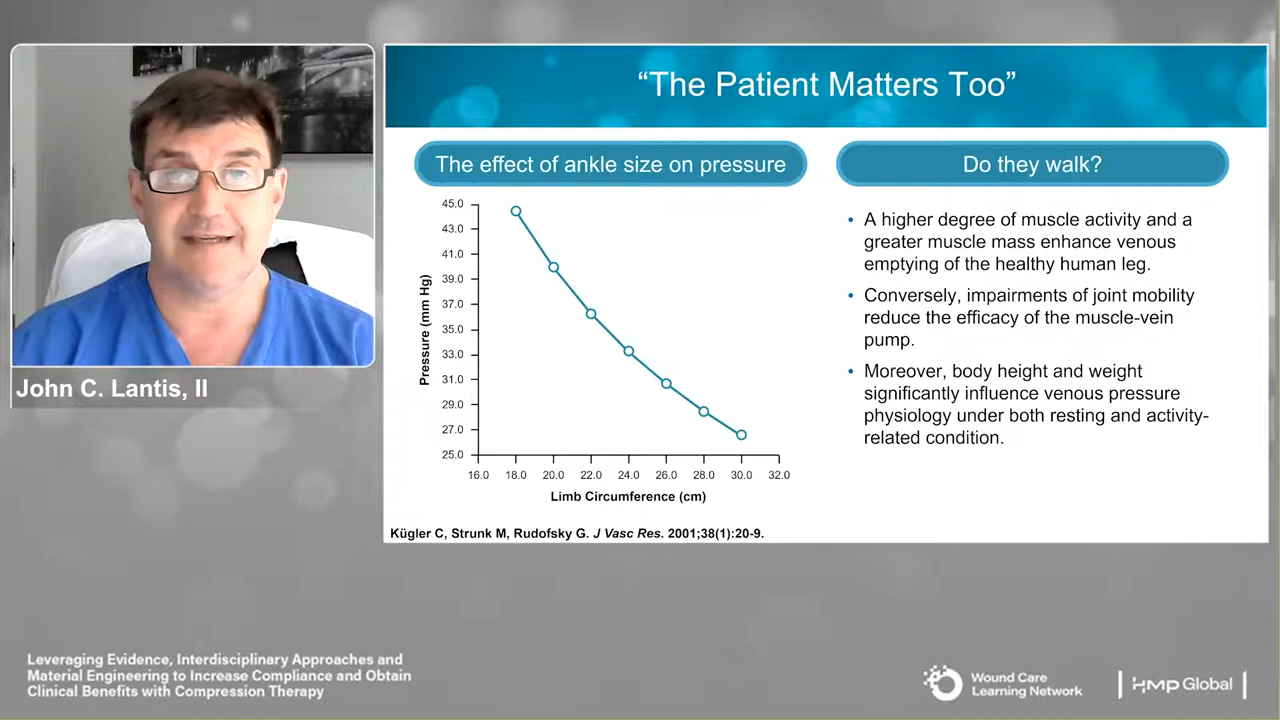 “The Patient Matters Too”
The effect of ankle size on pressure
45.0
43.0
41.0
39.0
37.0
35.0
33.0
31.0
29.0
27.0
25.0
Pressure (mm Hg)
16.0 18.0 20.0 22.0 24.0 26.0 28.0 30.0 32.0
Limb Circumference (cm)
Do they walk?
• A higher degree of muscle activity and a
greater muscle mass enhance venous
emptying of the healthy human leg.
• Conversely, impairments of joint mobility
reduce the efficacy of the muscle-vein
pump.
• Moreover, body height and weight
significantly influence venous pressure
physiology under both resting and activity-
related condition.
Kügler C, Strunk M, Rudofsky G. J Vasc Res. 2001;38(1):20-9.
John C. Lantis, II
Leveraging Evidence, Interdisciplinary Approaches and
Material Engineering to Increase Compliance and Obtain
Clinical Benefits with Compression Therapy
Wound Care
Learning Network
HMP Global